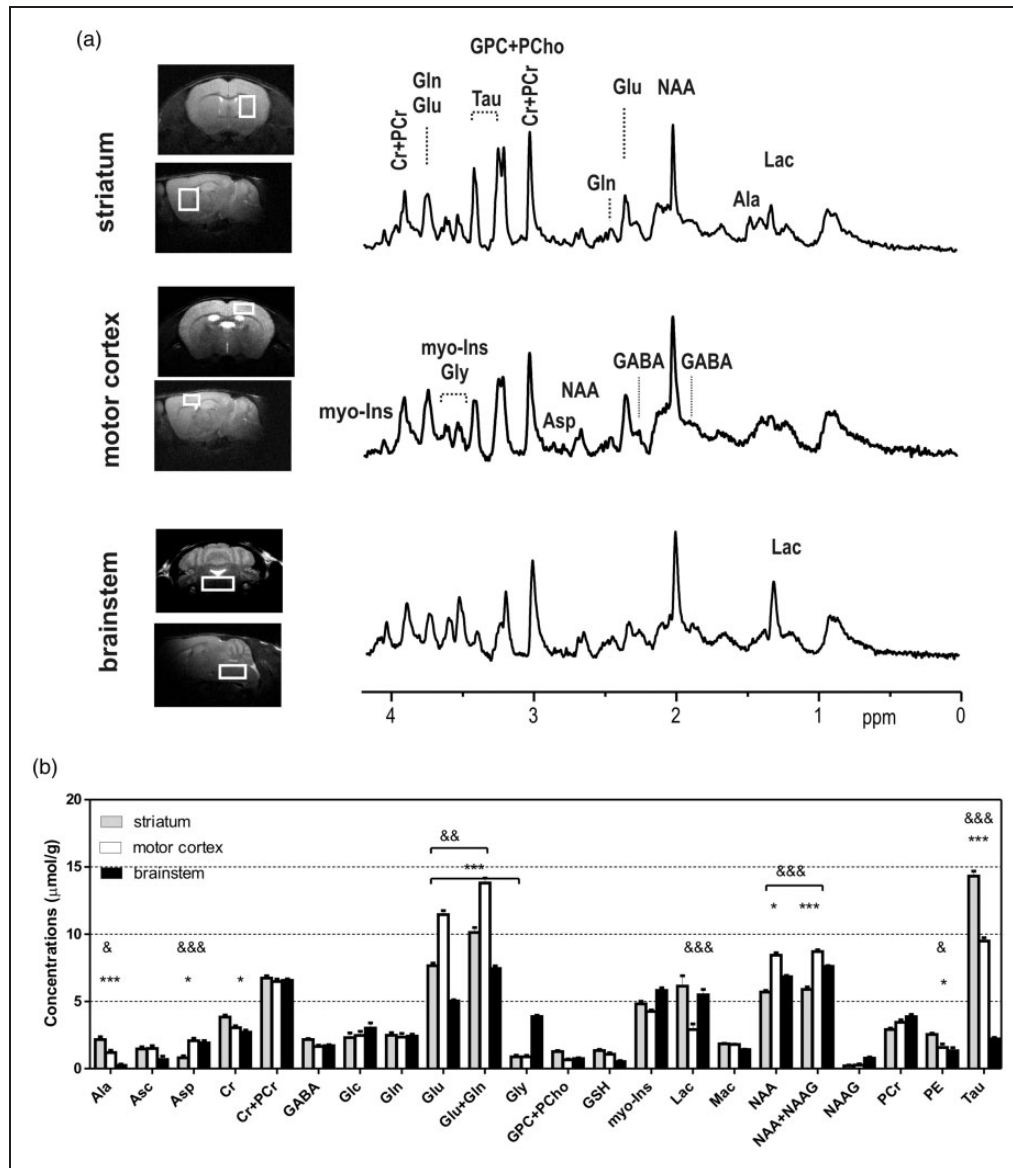 (a)
GPC+PCho
Gln
Glu
Tau
Cr+PCr
Cr+PCr
Glu
NAA
Gln
Ala
Lac
striatum
myo-Ins
myo-Ins
Gly
Asp
NAA
GABA
GABA
motor cortex
Lac
brainstem
4 3 2 1 ppm 0
(b)
Concentrations (µmol/g)
20
15
10
5
0
striatum
motor cortex
brainstem
&
***
&&&
*
*
&&
***
&&&
&&&
*
***
&
*
&&&
***
Ala
Asc
Asp
Cr
Cr+PCr
GABA
Glc
Gln
Glu
Glu+Gln
Gly
GPC+PCho
GSH
myo-Ins
Lac
Mac
NAA
NAA+NAAG
NAAG
PCr
PE
Tau